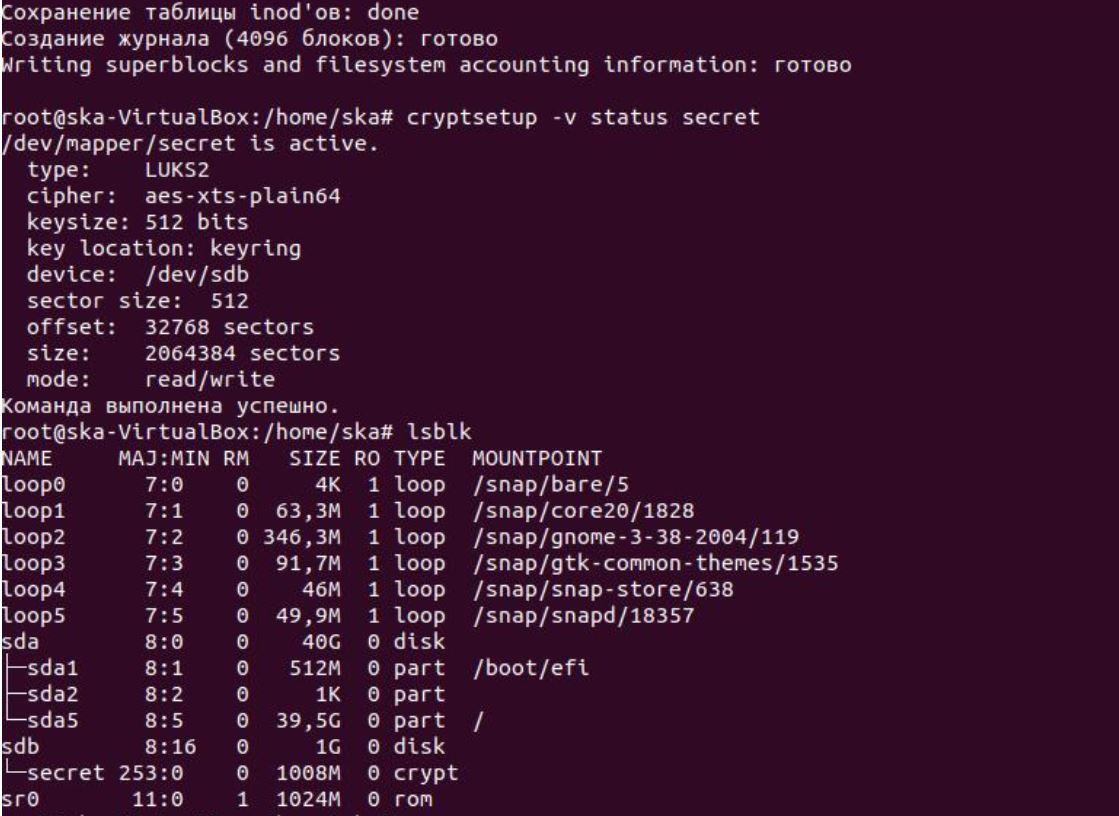 Сохранение таблицы inod'ов: done
Создание журнала (4096 блоков): готово
Writing superblocks and filesystem accounting information: готово
root@ska-VirtualBox:/home/ska# cryptsetup -v status secret
/dev/mapper/secret is active.
  type:    LUKS2
  cipher:  aes-xts-plain64
  keysize: 512 bits
  key location: keyring
  device:  /dev/sdb
  sector size:  512
  offset:  32768 sectors
  size:    2064384 sectors
  mode:    read/write
Команда выполнена успешно.
root@ska-VirtualBox:/home/ska# lsblk
NAME     MAJ:MIN RM   SIZE RO TYPE  MOUNTPOINT
loop0      7:0    0     4K  1 loop  /snap/bare/5
loop1      7:1    0  63,3M  1 loop  /snap/core20/1828
loop2      7:2    0 346,3M  1 loop  /snap/gnome-3-38-2004/119
loop3      7:3    0  91,7M  1 loop  /snap/gtk-common-themes/1535
loop4      7:4    0    46M  1 loop  /snap/snap-store/638
loop5      7:5    0  49,9M  1 loop  /snap/snapd/18357
sda        8:0    0    40G  0 disk
├─sda1     8:1    0   512M  0 part  /boot/efi
├─sda2     8:2    0     1K  0 part
└─sda5     8:5    0  39,5G  0 part  /
sdb        8:16   0     1G  0 disk
└─secret 253:0    0  1008M  0 crypt
sr0       11:0    1  1024M  0 rom